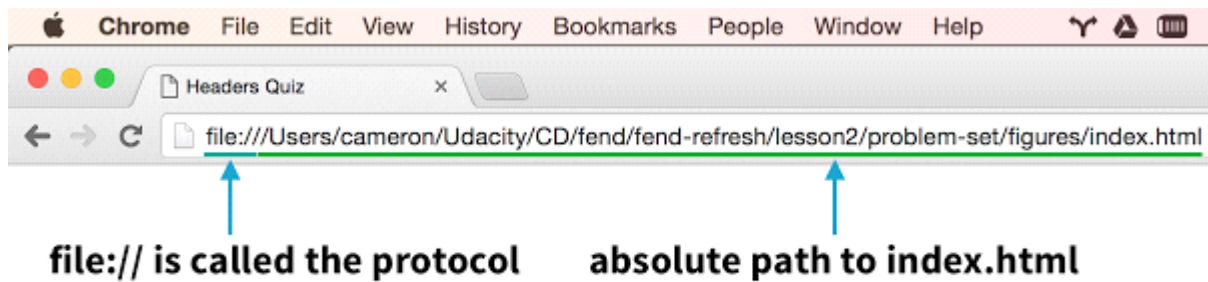 Chrome File Edit View History Bookmarks People Window Help
Headers Quiz
file:///Users/cameron/Udacity/CD/fend/fend-refresh/lesson2/problem-set/figures/index.html
file:// is called the protocol absolute path to index.html